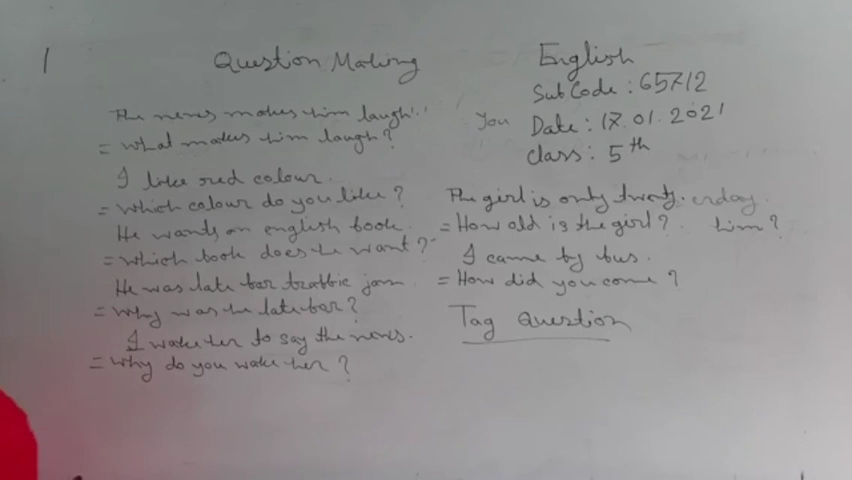 1
Question Making
English
Sub Code : 65712
Date : 17.01.2021
Class : 5th
You
The news makes him laugh.
= What makes him laugh?
I like red colour.
= Which colour do you like?
He wants an english book.
= Which book does he want?
He was late for traffic jam
= Why was he late for?
I wake her to say the news.
= Why do you wake her?
The girl is only twenty. erday
= How old is the girl? him?
I came by bus.
= How did you come?
Tag Question